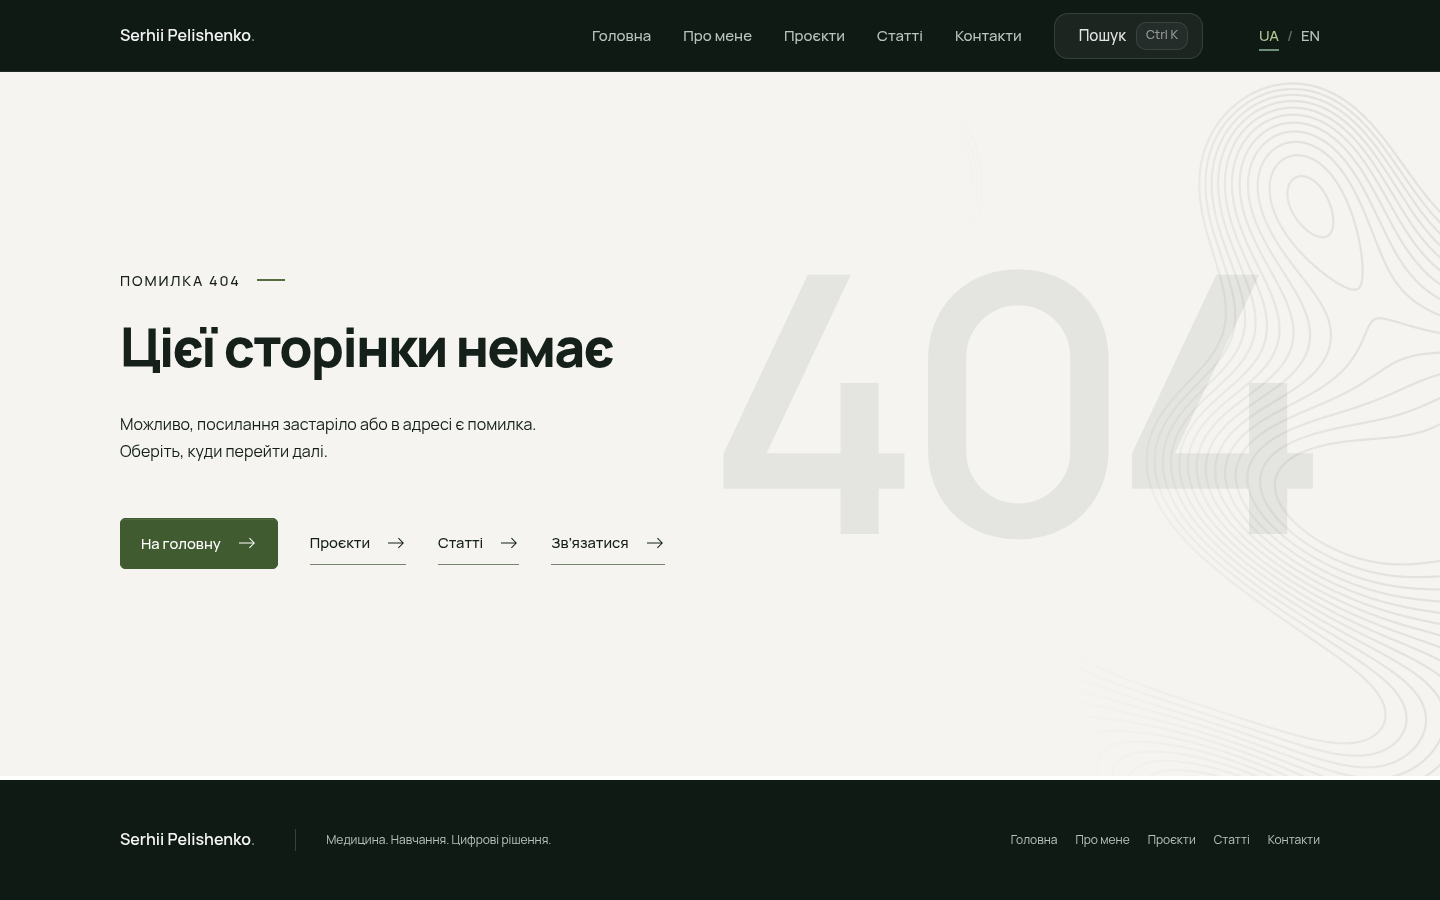 Serhii Pelishenko.
Головна
Про мене
Проєкти
Статті
Контакти
Пошук Ctrl K
UA / EN
ПОМИЛКА 404
Цієї сторінки немає
Можливо, посилання застаріло або в адресі є помилка.
Оберіть, куди перейти далі.
На головну
Проєкти
Статті
Зв'язатися
404
Serhii Pelishenko.
Медицина. Навчання. Цифрові рішення.
Головна
Про мене
Проєкти
Статті
Контакти